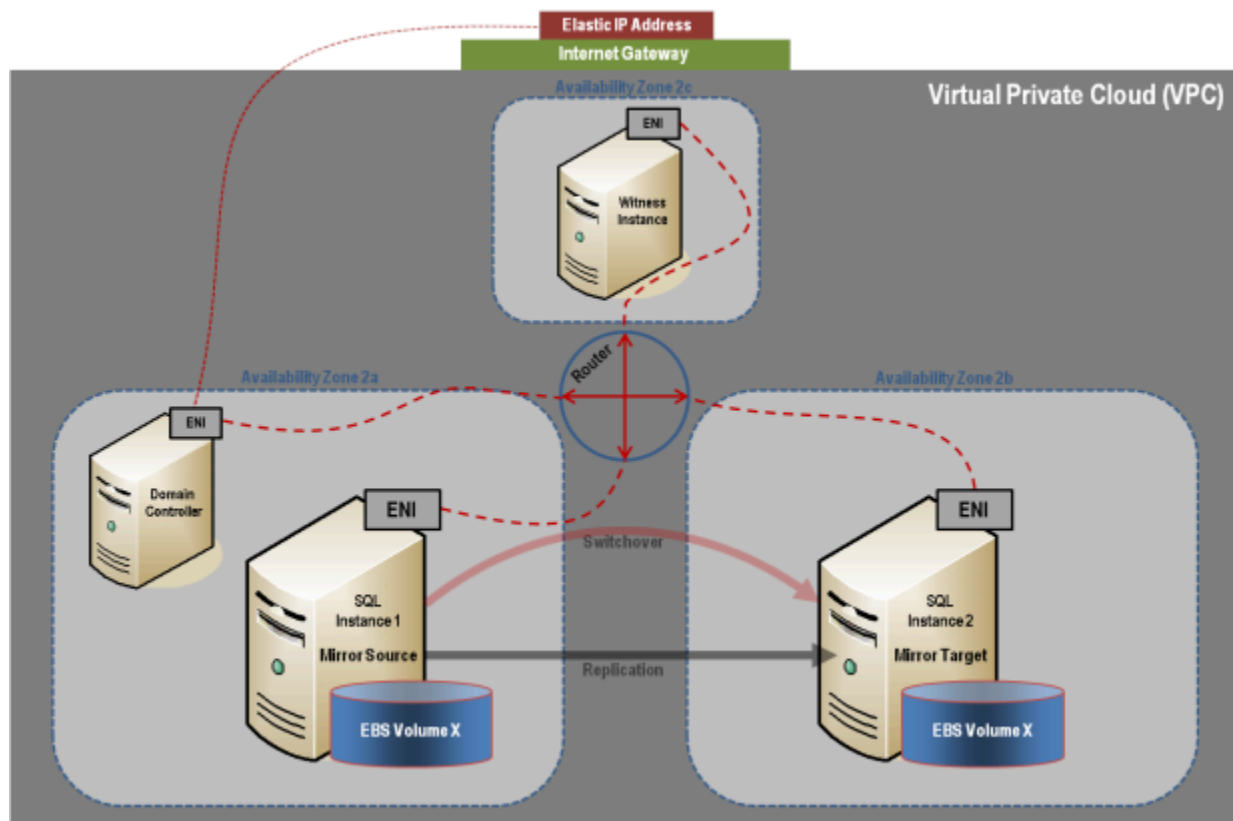 Elastic IP Address
Internet Gateway
Virtual Private Cloud (VPC)
Availability Zone 2c
ENI
Witness
Instance
Router
Availability Zone 2a
Availability Zone 2b
ENI
Domain
Controller
ENI
ENI
Switchover
SQL
Instance 1
Mirror Source
SQL
Instance 2
Mirror Target
Replication
EBS Volume X
EBS Volume X